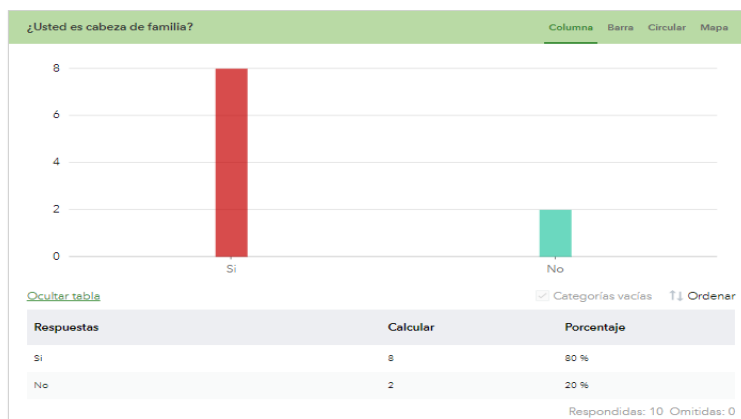 ¿Usted es cabeza de familia? Columna Barra Circular Mapa
8
6
4
2
0
Si No
Ocultar tabla Categorías vacías Ordenar
Respuestas Calcular Porcentaje
Si 8 80 %
No 2 20 %
Respondidas: 10 Omitidas: 0